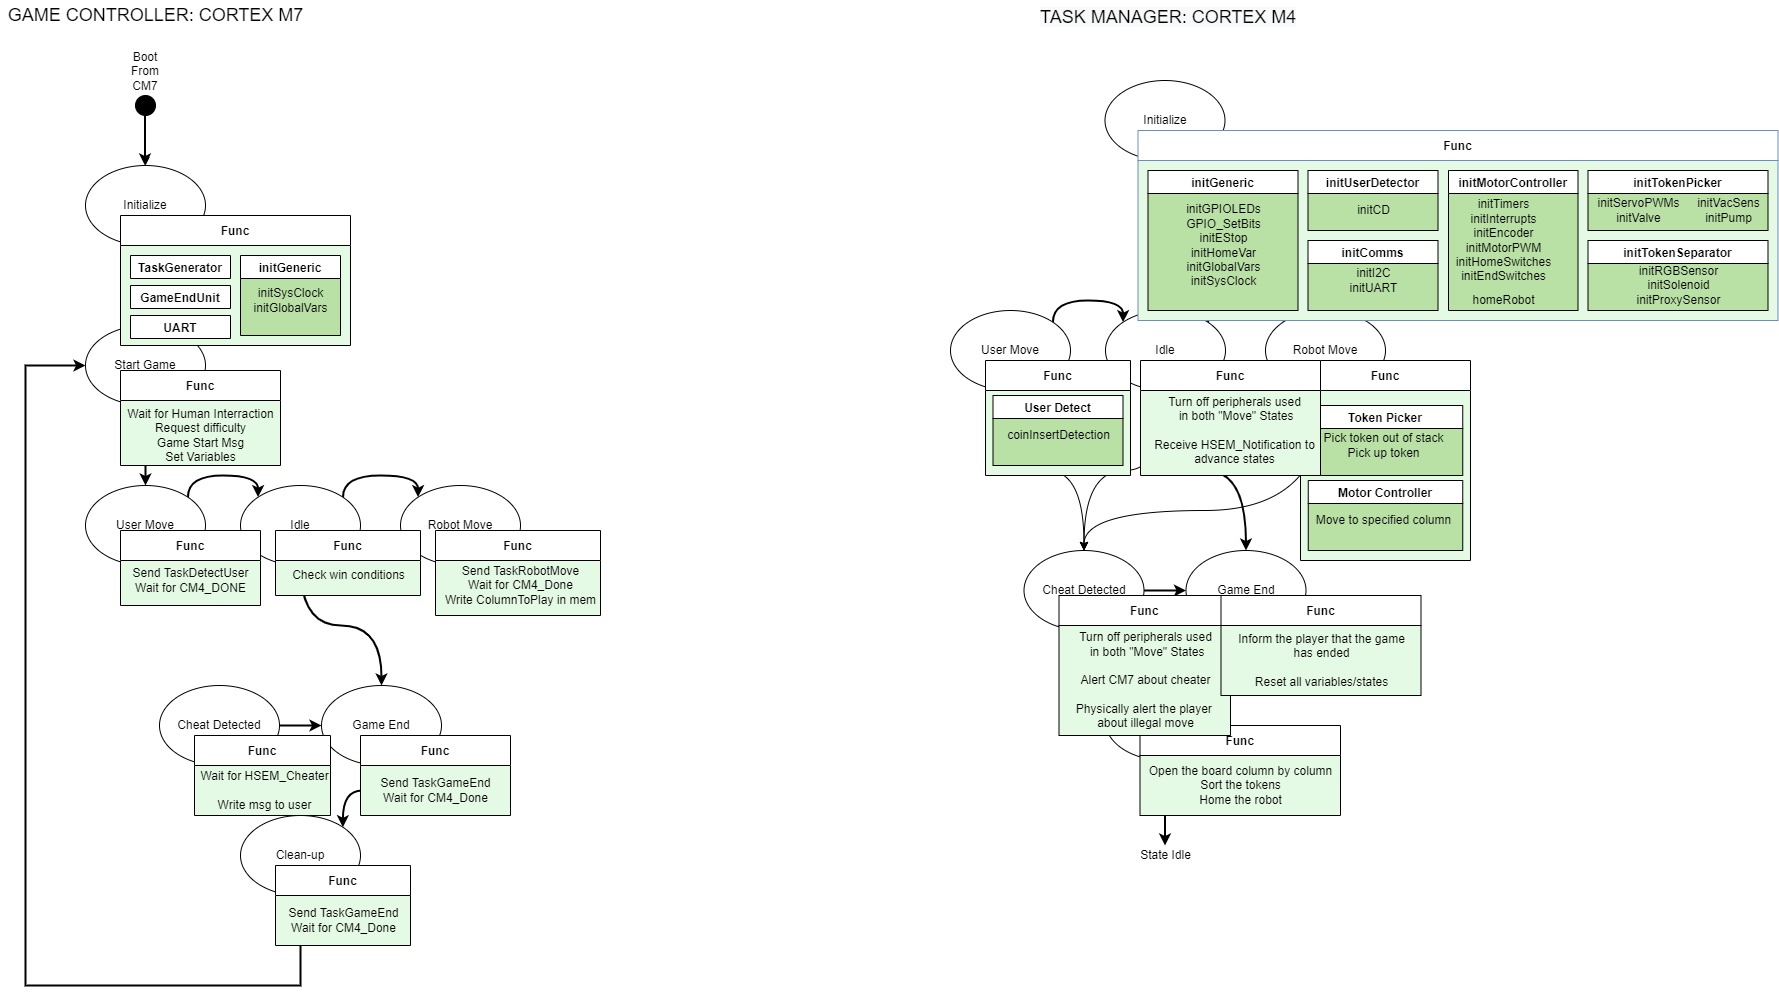 GAME CONTROLLER: CORTEX M7
Boot
From
CM7
Initialize
Func
TaskGenerator
GameEndUnit
UART
initGeneric
initSysClock
initGlobalVars
Start Game
Func
Wait for Human Interraction
Request difficulty
Game Start Msg
Set Variables
User Move
Func
Send TaskDetectUser
Wait for CM4_DONE
Idle
Func
Check win conditions
Robot Move
Func
Send TaskRobotMove
Wait for CM4_Done
Write ColumnToPlay in mem
Cheat Detected
Func
Wait for HSEM_Cheater
Write msg to user
Game End
Func
Send TaskGameEnd
Wait for CM4_Done
Clean-up
Func
Send TaskGameEnd
Wait for CM4_Done
TASK MANAGER: CORTEX M4
Initialize
Func
initGeneric
initGPIOLEDs
GPIO_SetBits
initEStop
initHomeVar
initGlobalVars
initSysClock
initUserDetector
initCD
initComms
initI2C
initUART
initMotorController
initTimers
initInterrupts
initEncoder
initMotorPWM
initHomeSwitches
initEndSwitches
homeRobot
initTokenPicker
initServoPWMs initVacSens
initValve initPump
initTokenSeparator
initRGBSensor
initSolenoid
initProxySensor
User Move
Func
User Detect
coinInsertDetection
Idle
Func
Turn off peripherals used
in both "Move" States
Receive HSEM_Notification to
advance states
Robot Move
Func
Token Picker
Pick token out of stack
Pick up token
Motor Controller
Move to specified column
Cheat Detected
Func
Turn off peripherals used
in both "Move" States
Alert CM7 about cheater
Physically alert the player
about illegal move
Game End
Func
Inform the player that the game
has ended
Reset all variables/states
Func
Open the board column by column
Sort the tokens
Home the robot
State Idle